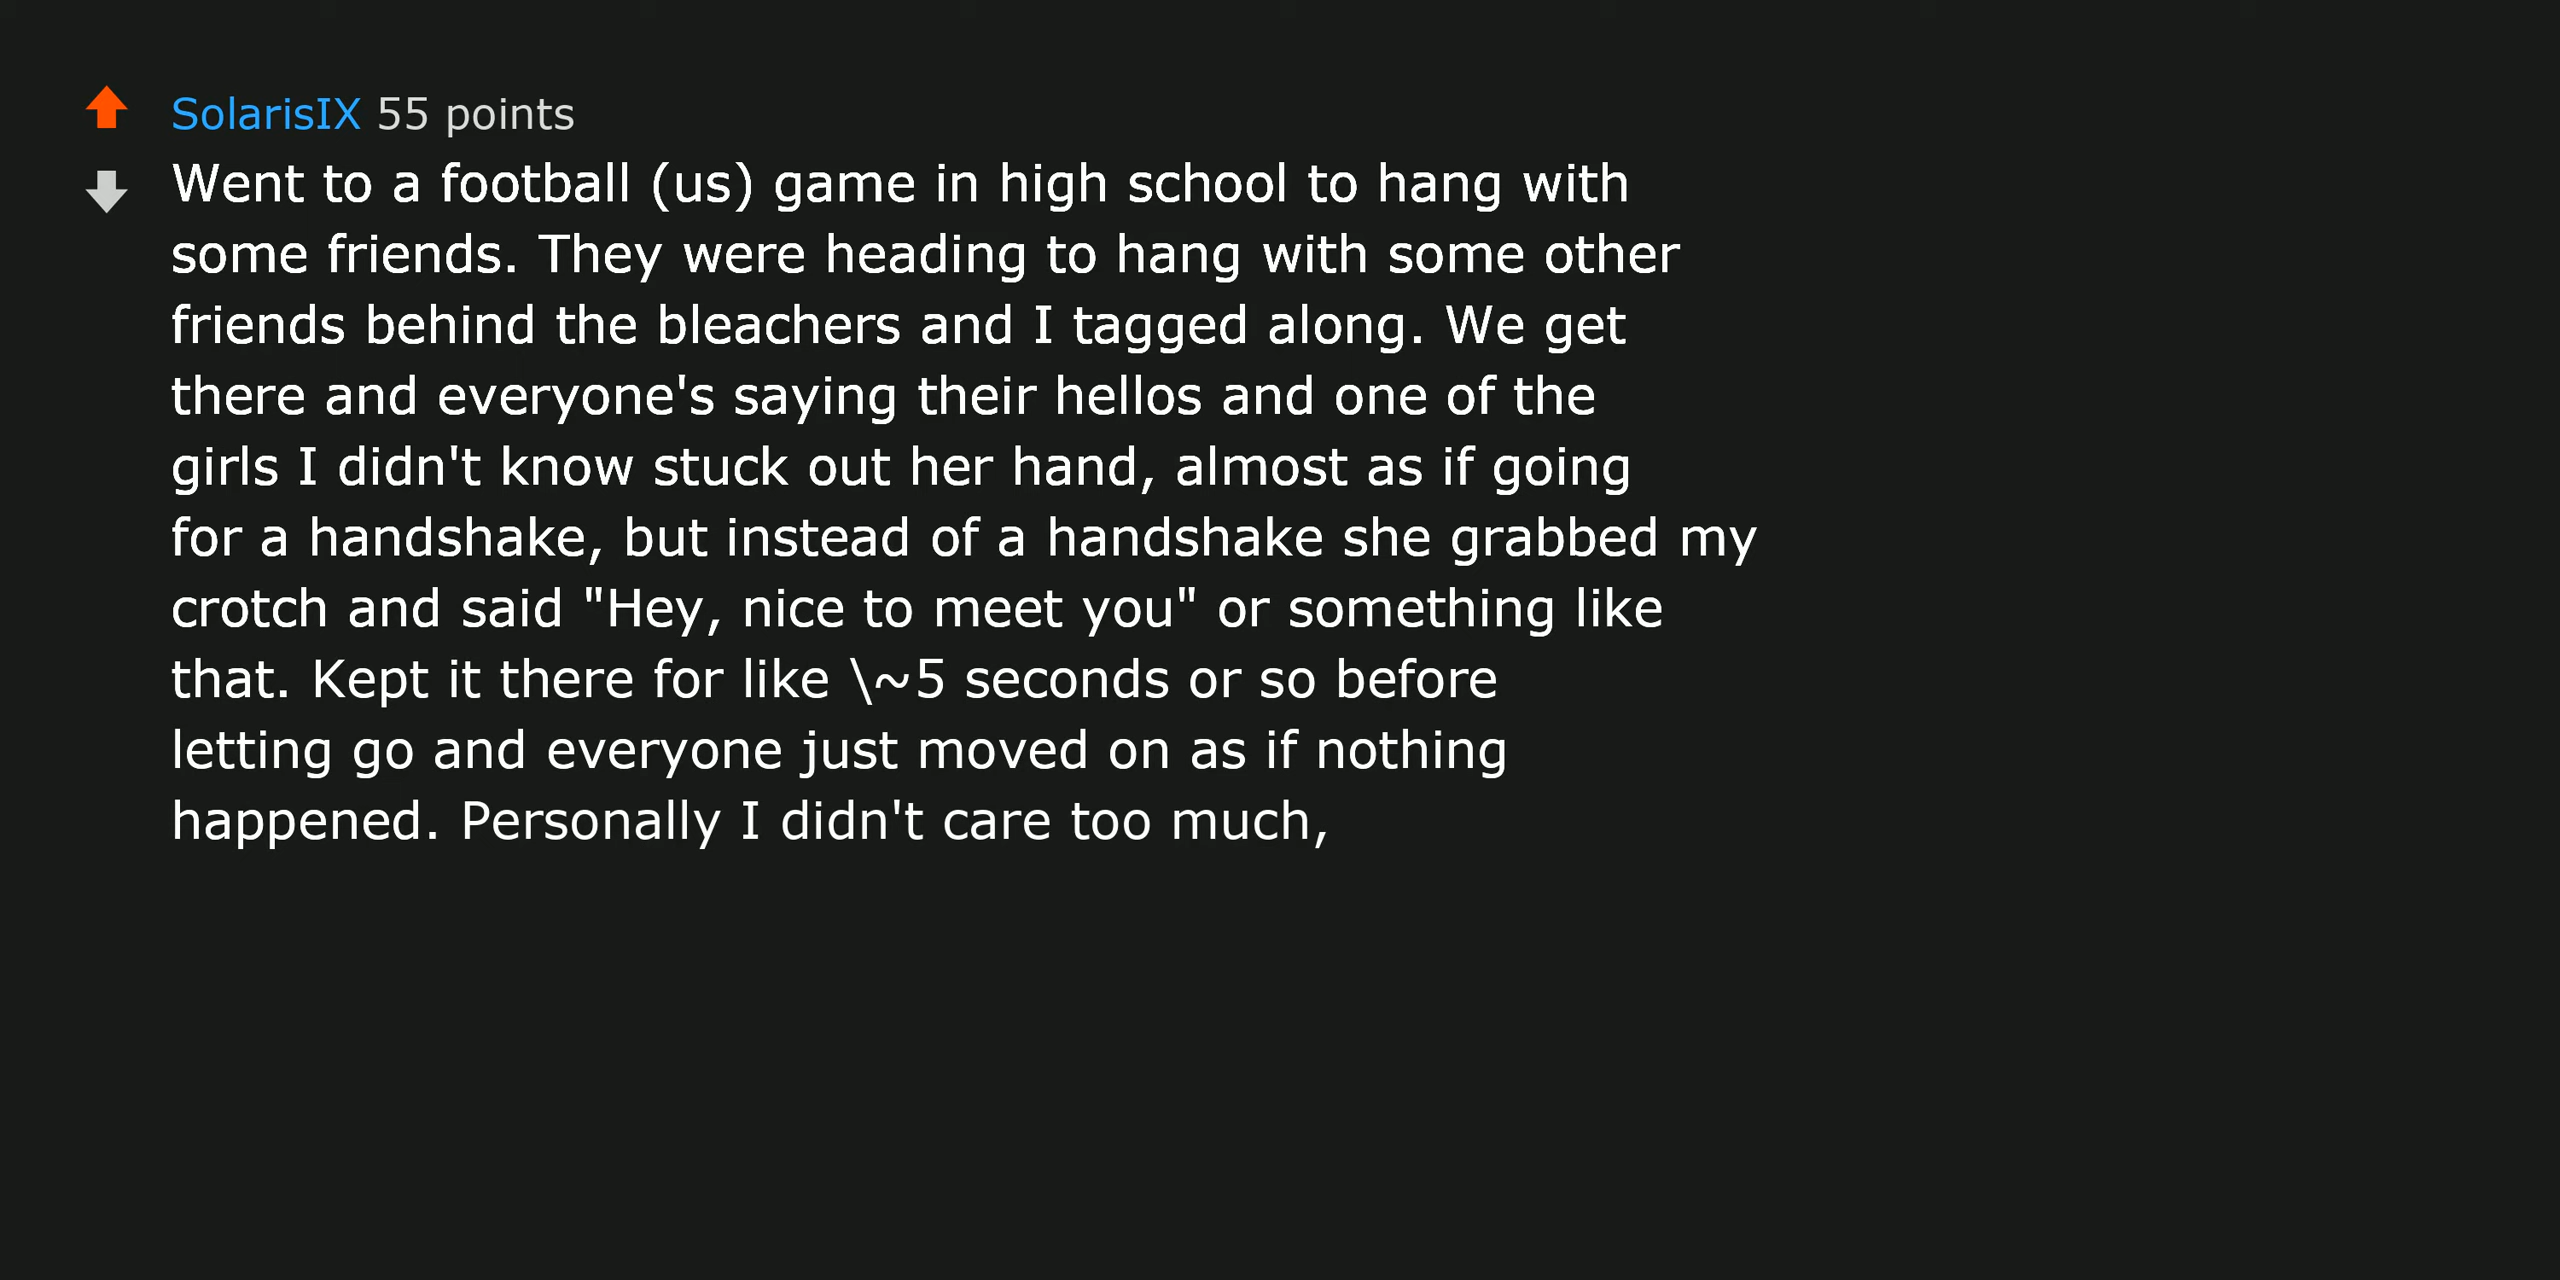 SolarisIX 55 points
Went to a football (us) game in high school to hang with
some friends. They were heading to hang with some other
friends behind the bleachers and I tagged along. We get
there and everyone's saying their hellos and one of the
girls I didn't know stuck out her hand, almost as if going
for a handshake, but instead of a handshake she grabbed my
crotch and said "Hey, nice to meet you" or something like
that. Kept it there for like \~5 seconds or so before
letting go and everyone just moved on as if nothing
happened. Personally I didn't care too much,